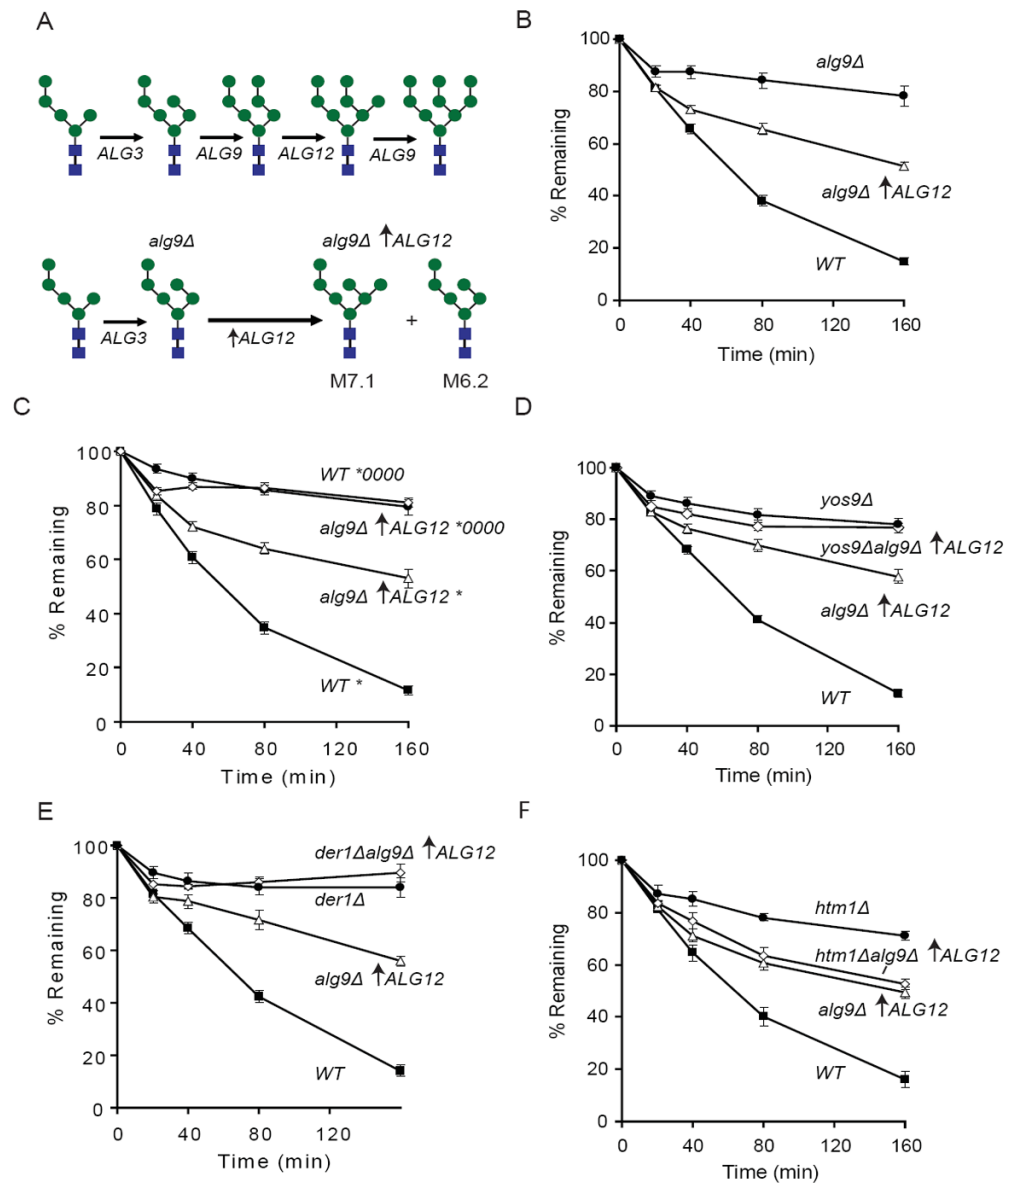 A
ALG3 ALG9 ALG12 ALG9
alg9Δ alg9Δ ↑ALG12
ALG3 ↑ALG12 +
M7.1 M6.2
B
100
80
60
40
20
0
% Remaining
0 40 80 120 160
Time (min)
alg9Δ
alg9Δ ↑ALG12
WT
C
100
80
60
40
20
0
% Remaining
0 40 80 120 160
Time (min)
WT *0000
alg9Δ ↑ALG12 *0000
alg9Δ ↑ALG12 *
WT *
D
100
80
60
40
20
0
% Remaining
0 40 80 120 160
Time (min)
yos9Δ
yos9Δalg9Δ ↑ALG12
alg9Δ ↑ALG12
WT
E
100
80
60
40
20
0
% Remaining
0 40 80 120
Time (min)
der1Δalg9Δ ↑ALG12
der1Δ
alg9Δ ↑ALG12
WT
F
100
80
60
40
20
0
% Remaining
0 40 80 120 160
Time (min)
htm1Δ
htm1Δalg9Δ ↑ALG12
alg9Δ ↑ALG12
WT